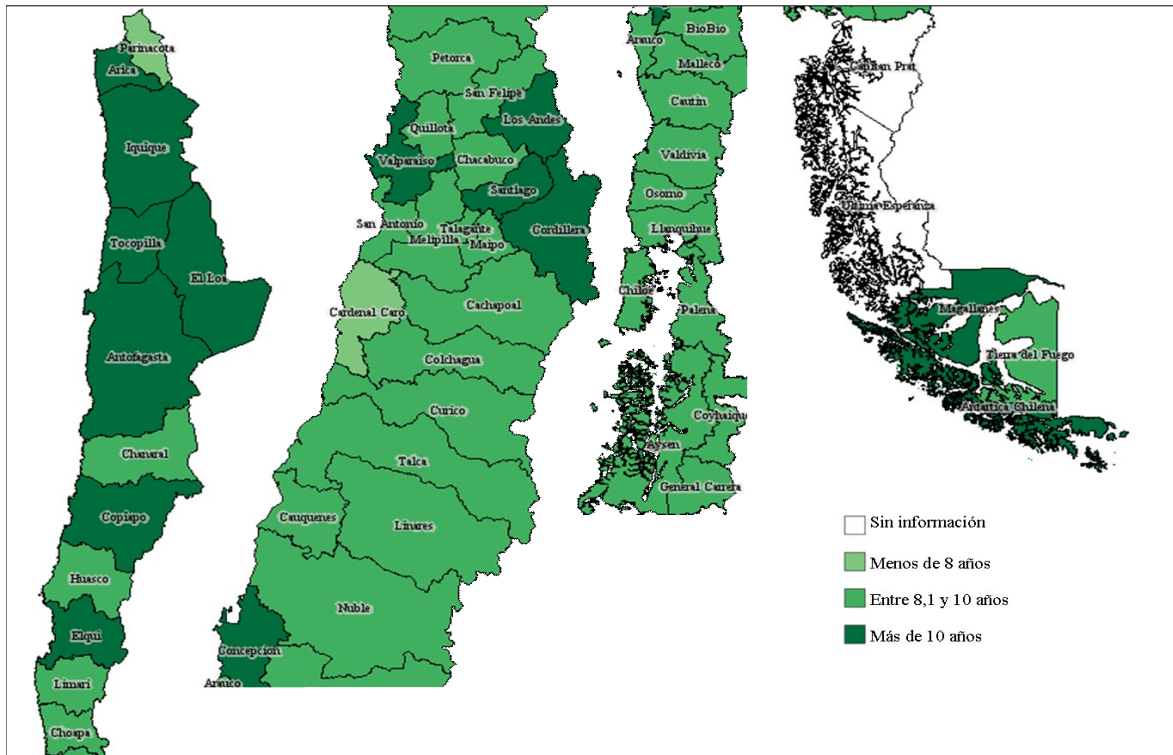 Parinacota
Arica
Iquique
Tocopilla
El Loa
Antofagasta
Chanaral
Copiapo
Huasco
Elqui
Limari
Choapa
Petorca
San Felipe
Los Andes
Quillota
Valparaiso
Chacabuco
Santiago
San Antonio
Talagante
Cordillera
Melipilla
Maipo
Cardenal Caro
Cachapoal
Colchagua
Curico
Talca
Cauquenes
Linares
Nuble
Concepcion
Arauco
Arauco
BioBio
Malleco
Cautin
Valdivia
Osorno
Llanquihue
Chiloe
Palena
Coyhaique
Aysen
General Carrera
Capitan Prat
Ultima Esperanza
Magallanes
Tierra del Fuego
Antartica Chilena
Sin información
Menos de 8 años
Entre 8,1 y 10 años
Más de 10 años